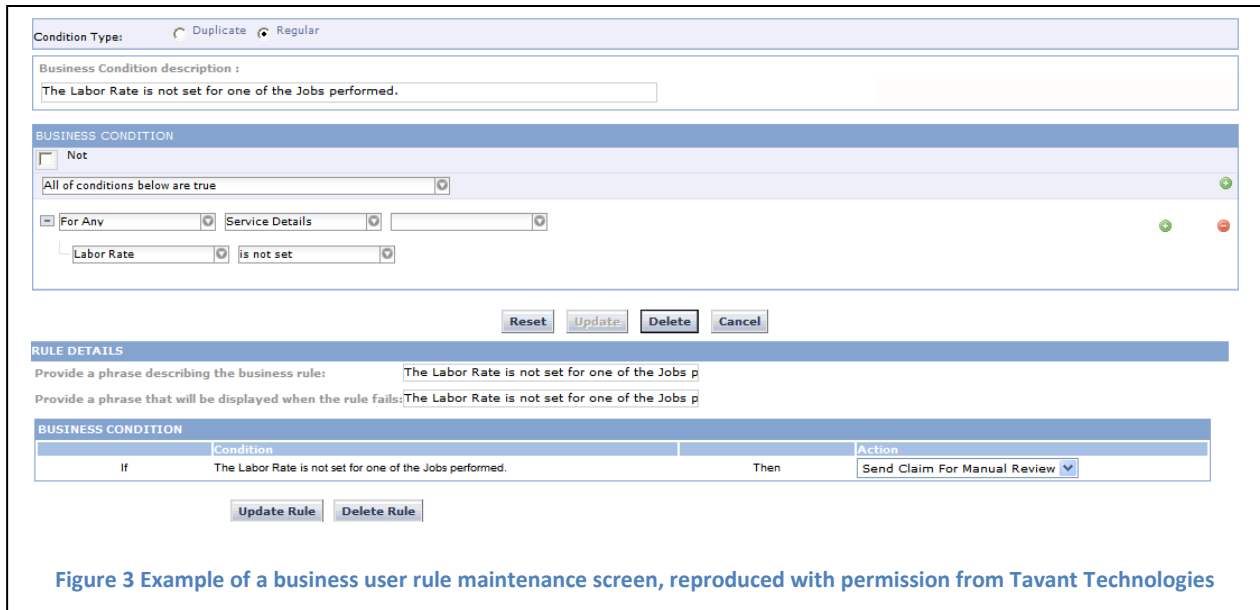 Condition Type: Duplicate Regular
Business Condition description :
The Labor Rate is not set for one of the Jobs performed.
BUSINESS CONDITION
Not
All of conditions below are true
For Any Service Details
Labor Rate is not set
Reset Update Delete Cancel
RULE DETAILS
Provide a phrase describing the business rule: The Labor Rate is not set for one of the Jobs p
Provide a phrase that will be displayed when the rule fails: The Labor Rate is not set for one of the Jobs p
BUSINESS CONDITION
Condition Action
If The Labor Rate is not set for one of the Jobs performed. Then Send Claim For Manual Review
Update Rule Delete Rule
Figure 3 Example of a business user rule maintenance screen, reproduced with permission from Tavant Technologies